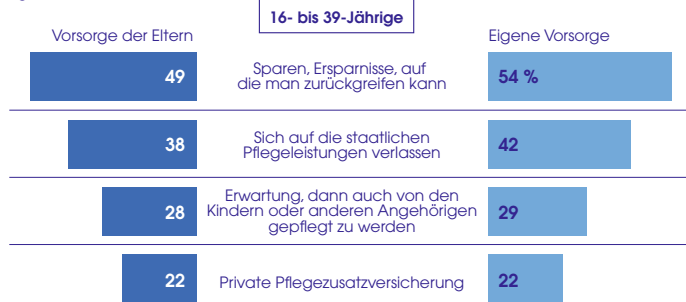 16- bis 39-Jährige
Vorsorge der Eltern
Eigene Vorsorge
49
Sparen, Ersparnisse, auf
die man zurückgreifen kann
54 %
38
Sich auf die staatlichen
Pflegeleistungen verlassen
42
28
Erwartung, dann auch von den
Kindern oder anderen Angehörigen
gepflegt zu werden
29
22
Private Pflegezusatzversicherung
22